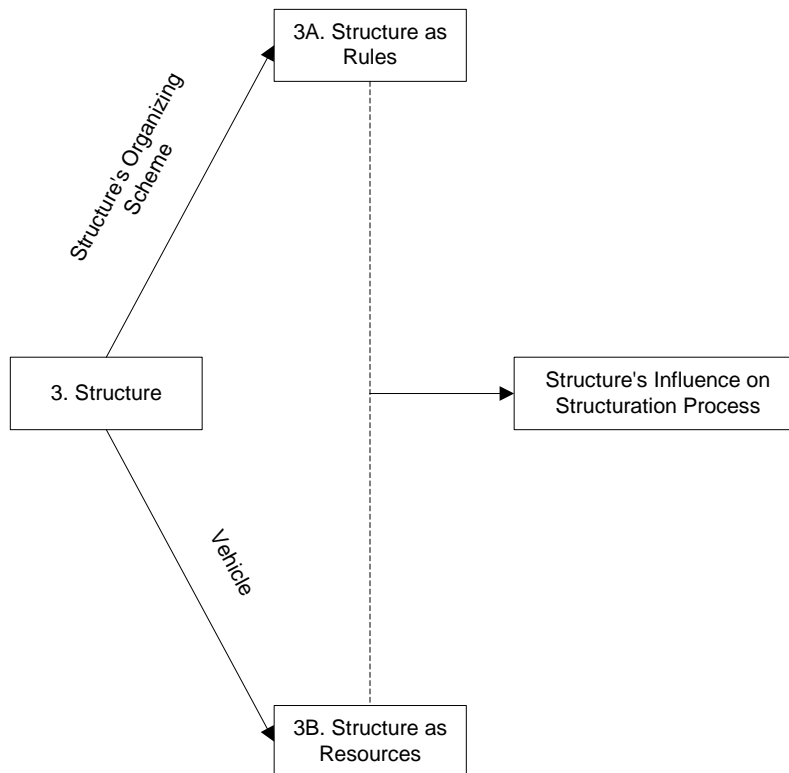 3A. Structure as
Rules
Structure's Organizing
Scheme
3. Structure
Structure's Influence on
Structuration Process
Vehicle
3B. Structure as
Resources